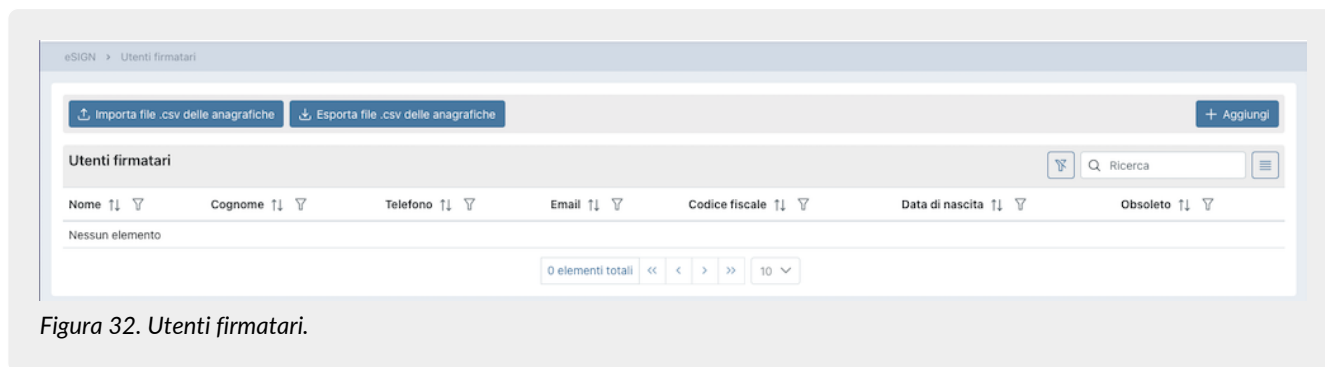 eSIGN > Utenti firmatari
Importa file .csv delle anagrafiche Esporta file .csv delle anagrafiche + Aggiungi
Utenti firmatari Ricerca
Nome Cognome Telefono Email Codice fiscale Data di nascita Obsoleto
Nessun elemento
0 elementi totali << < > >> 10
Figura 32. Utenti firmatari.